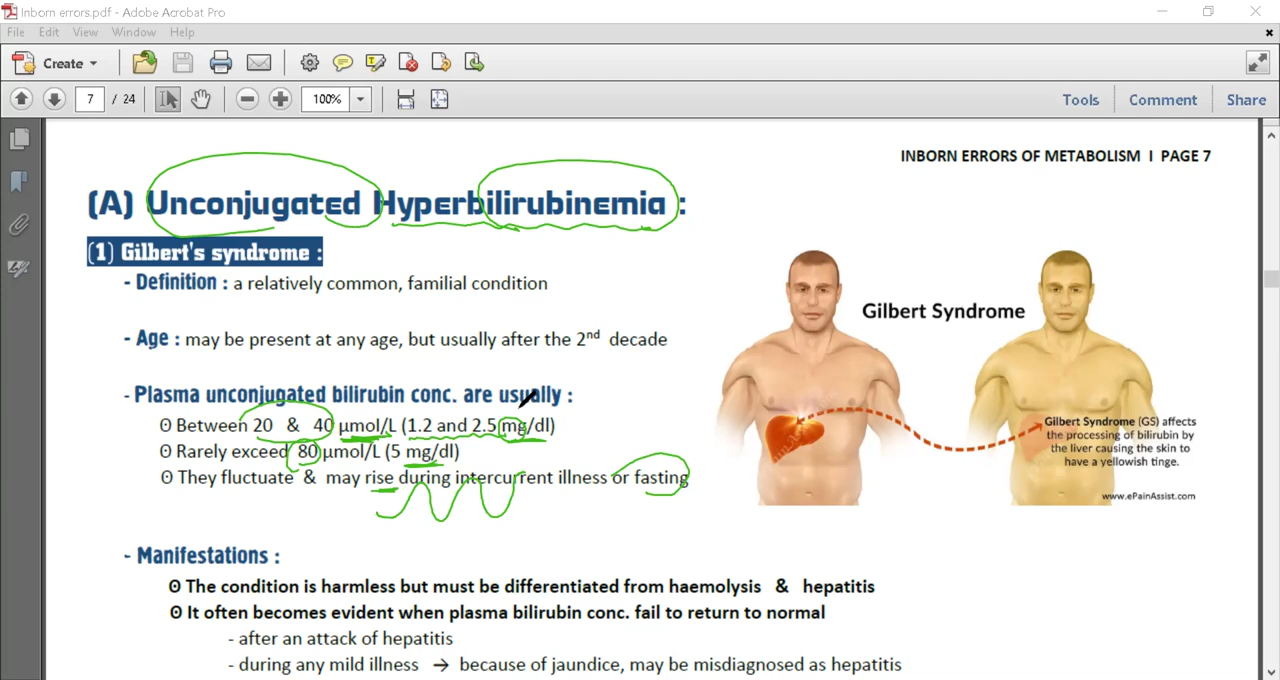 Inborn errors.pdf - Adobe Acrobat Pro
File Edit View Window Help
Create
7 / 24 100% Tools Comment Share
INBORN ERRORS OF METABOLISM I PAGE 7
(A) Unconjugated Hyperbilirubinemia :
(1) Gilbert's syndrome :
- Definition : a relatively common, familial condition
- Age : may be present at any age, but usually after the 2nd decade
- Plasma unconjugated bilirubin conc. are usually :
ʘ Between 20 & 40 µmol/L (1.2 and 2.5 mg/dl)
ʘ Rarely exceed 80 µmol/L (5 mg/dl)
ʘ They fluctuate & may rise during intercurrent illness or fasting
Gilbert Syndrome
Gilbert Syndrome (GS) affects
the processing of bilirubin by
the liver causing the skin to
have a yellowish tinge.
www.ePainAssist.com
- Manifestations :
ʘ The condition is harmless but must be differentiated from haemolysis & hepatitis
ʘ It often becomes evident when plasma bilirubin conc. fail to return to normal
- after an attack of hepatitis
- during any mild illness → because of jaundice, may be misdiagnosed as hepatitis